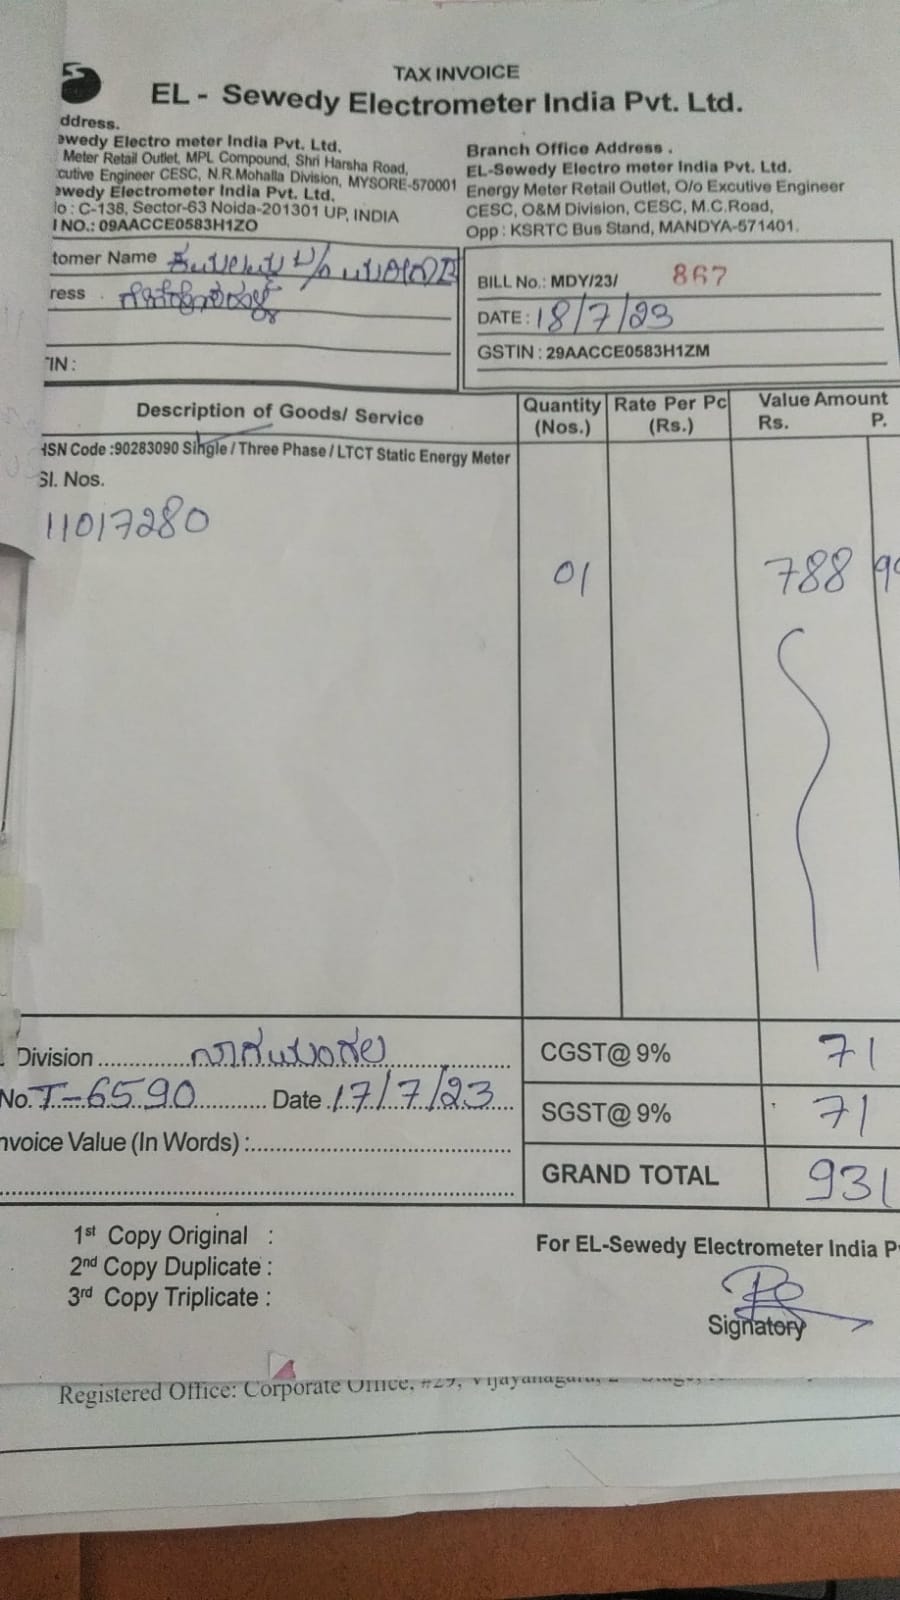 TAX INVOICE
EL - Sewedy Electrometer India Pvt. Ltd.
ddress.
ewedy Electro meter India Pvt. Ltd.
Meter Retail Outlet, MPL Compound, Shri Harsha Road,
cutive Engineer CESC, N.R.Mohalla Division, MYSORE-570001
ewedy Electrometer India Pvt. Ltd.
lo : C-138, Sector-63 Noida-201301 UP, INDIA
I NO.: 09AACCE0583H1ZO
Branch Office Address .
EL-Sewedy Electro meter India Pvt. Ltd.
Energy Meter Retail Outlet, O/o Excutive Engineer
CESC, O&M Division, CESC, M.C.Road,
Opp : KSRTC Bus Stand, MANDYA-571401.
tomer Name
ress .
TIN :
BILL No.: MDY/23/ 867
DATE : 18/7/23
GSTIN : 29AACCE0583H1ZM
Description of Goods/ Service Quantity (Nos.) Rate Per Pc (Rs.) Value Amount Rs. P.
HSN Code :90283090 Single / Three Phase / LTCT Static Energy Meter
Sl. Nos.
11017280
01 788
Division ..............
CGST@ 9% 71
No. T-6590 Date 17/7/23
SGST@ 9% 71
nvoice Value (In Words) :
GRAND TOTAL 931
1st Copy Original :
2nd Copy Duplicate :
3rd Copy Triplicate :
For EL-Sewedy Electrometer India P
Signatory
Registered Office: Corporate Office, #29, Vijayanagara,